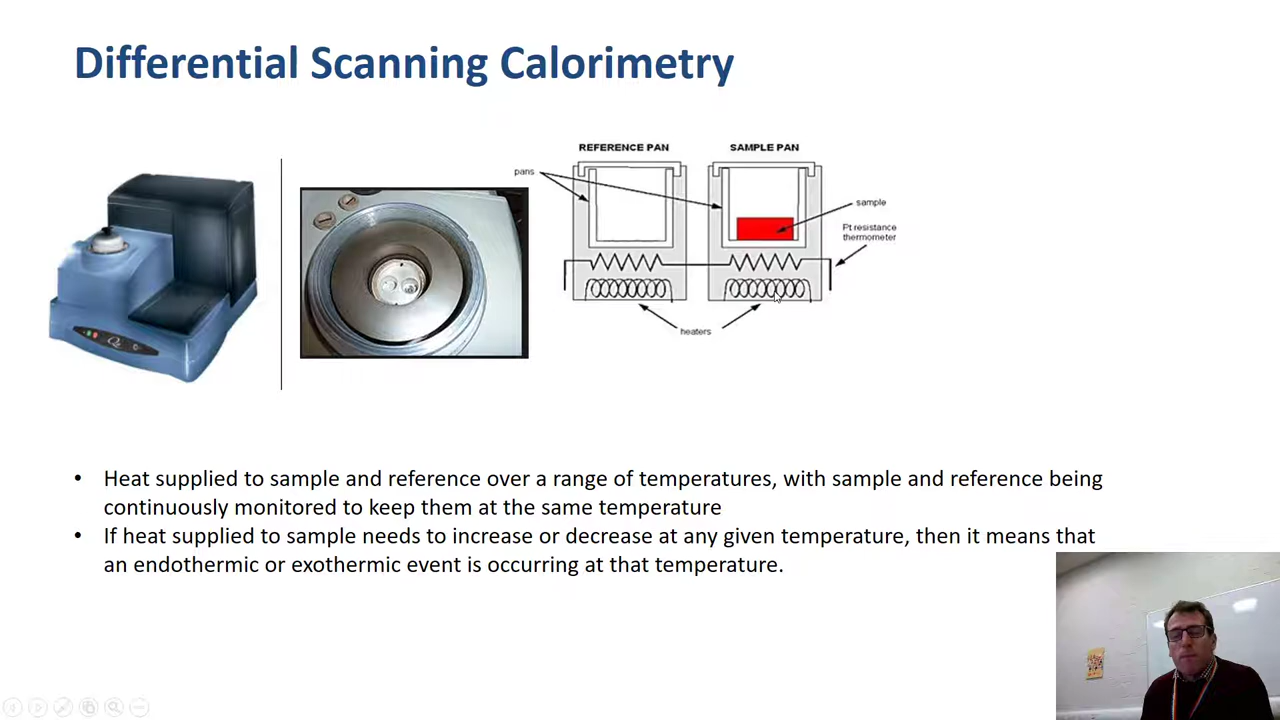 Differential Scanning Calorimetry
REFERENCE PAN
SAMPLE PAN
pans
sample
Pt resistance
thermometer
heaters
• Heat supplied to sample and reference over a range of temperatures, with sample and reference being
continuously monitored to keep them at the same temperature
• If heat supplied to sample needs to increase or decrease at any given temperature, then it means that
an endothermic or exothermic event is occurring at that temperature.